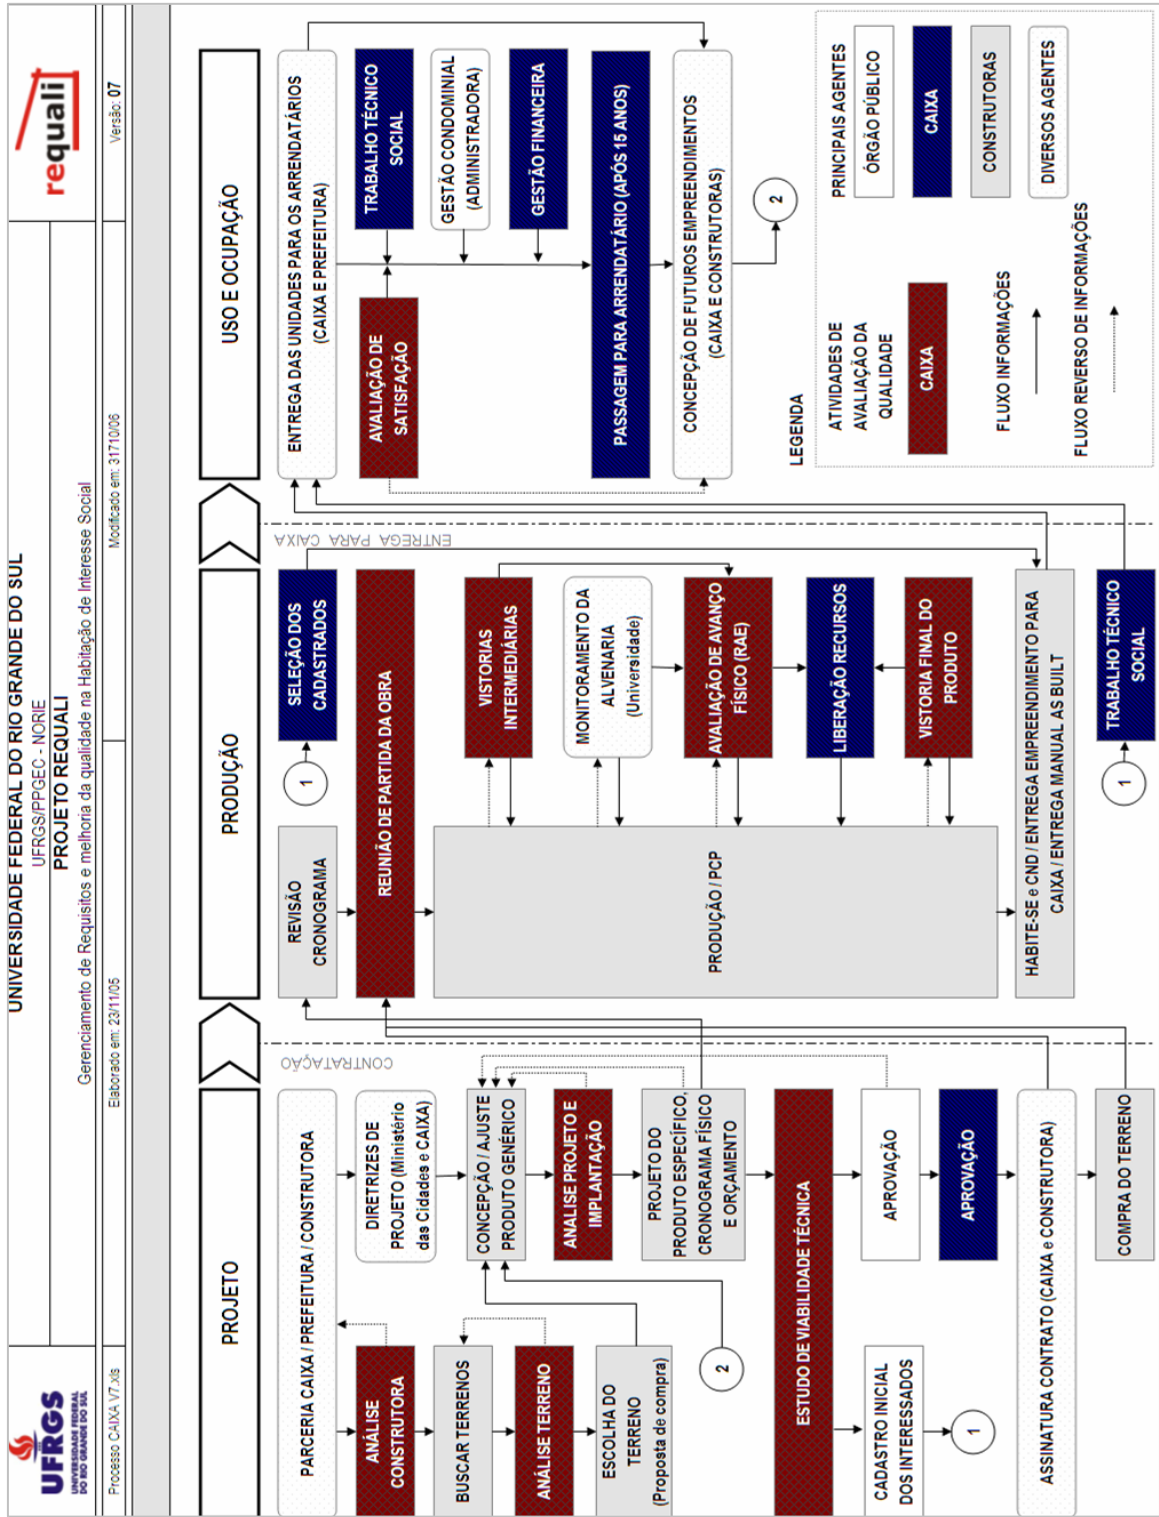 UFRGS
UNIVERSIDADE FEDERAL
DO RIO GRANDE DO SUL
UNIVERSIDADE FEDERAL DO RIO GRANDE DO SUL
UFRGS/PPGEC - NORIE
PROJETO REQUALI
Gerenciamento de Requisitos e melhoria da qualidade na Habitação de Interesse Social
requali
Processo CAIXA V7.xls
Elaborado em: 23/11/05
Modificado em: 31710/06
Versão: 07
PROJETO
PARCERIA CAIXA / PREFEITURA / CONSTRUTORA
ANÁLISE
CONSTRUTORA
BUSCAR TERRENOS
ANÁLISE TERRENO
ESCOLHA DO
TERRENO
(Proposta de compra)
DIRETRIZES DE
PROJETO (Ministério
das Cidades e CAIXA)
CONCEPÇÃO / AJUSTE
PRODUTO GENÉRICO
ANALISE PROJETO E
IMPLANTAÇÃO
PROJETO DO
PRODUTO ESPECÍFICO,
CRONOGRAMA FÍSICO
E ORÇAMENTO
2
ESTUDO DE VIABILIDADE TÉCNICA
CADASTRO INICIAL
DOS INTERESSADOS
1
APROVAÇÃO
APROVAÇÃO
ASSINATURA CONTRATO (CAIXA e CONSTRUTORA)
COMPRA DO TERRENO
CONTRATAÇÃO
PRODUÇÃO
REVISÃO
CRONOGRAMA
1
SELEÇÃO DOS
CADASTRADOS
REUNIÃO DE PARTIDA DA OBRA
PRODUÇÃO / PCP
VISTORIAS
INTERMEDIÁRIAS
MONITORAMENTO DA
ALVENARIA
(Universidade)
AVALIAÇÃO DE AVANÇO
FÍSICO (RAE)
LIBERAÇÃO RECURSOS
VISTORIA FINAL DO
PRODUTO
HABITE-SE e CND / ENTREGA EMPREENDIMENTO PARA
CAIXA / ENTREGA MANUAL AS BUILT
1
TRABALHO TÉCNICO
SOCIAL
ENTREGA PARA CAIXA
USO E OCUPAÇÃO
ENTREGA DAS UNIDADES PARA OS ARRENDATÁRIOS
(CAIXA E PREFEITURA)
AVALIAÇÃO DE
SATISFAÇÃO
TRABALHO TÉCNICO
SOCIAL
GESTÃO CONDOMINIAL
(ADMINISTRADORA)
GESTÃO FINANCEIRA
PASSAGEM PARA ARRENDATÁRIO (APÓS 15 ANOS)
CONCEPÇÃO DE FUTUROS EMPREENDIMENTOS
(CAIXA E CONSTRUTORAS)
2
LEGENDA
ATIVIDADES DE
AVALIAÇÃO DA
QUALIDADE
CAIXA
PRINCIPAIS AGENTES
ÓRGÃO PÚBLICO
CAIXA
CONSTRUTORAS
DIVERSOS AGENTES
FLUXO INFORMAÇÕES
FLUXO REVERSO DE INFORMAÇÕES